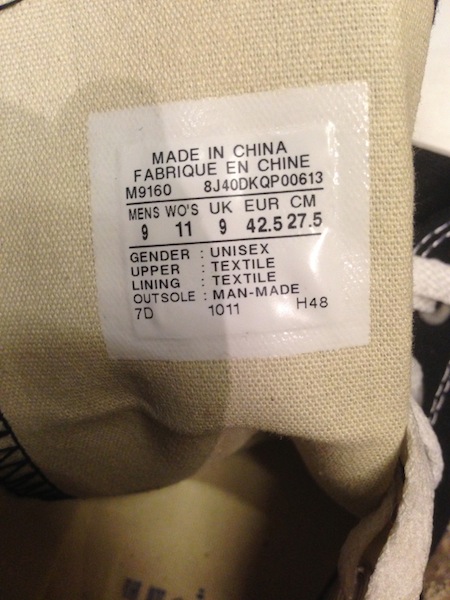 MADE IN CHINA
FABRIQUE EN CHINE
M9160 8J40DKQP00613
MENS WO'S UK EUR CM
9 11 9 42.5 27.5
GENDER : UNISEX
UPPER : TEXTILE
LINING : TEXTILE
OUTSOLE : MAN-MADE
7D 1011 H48